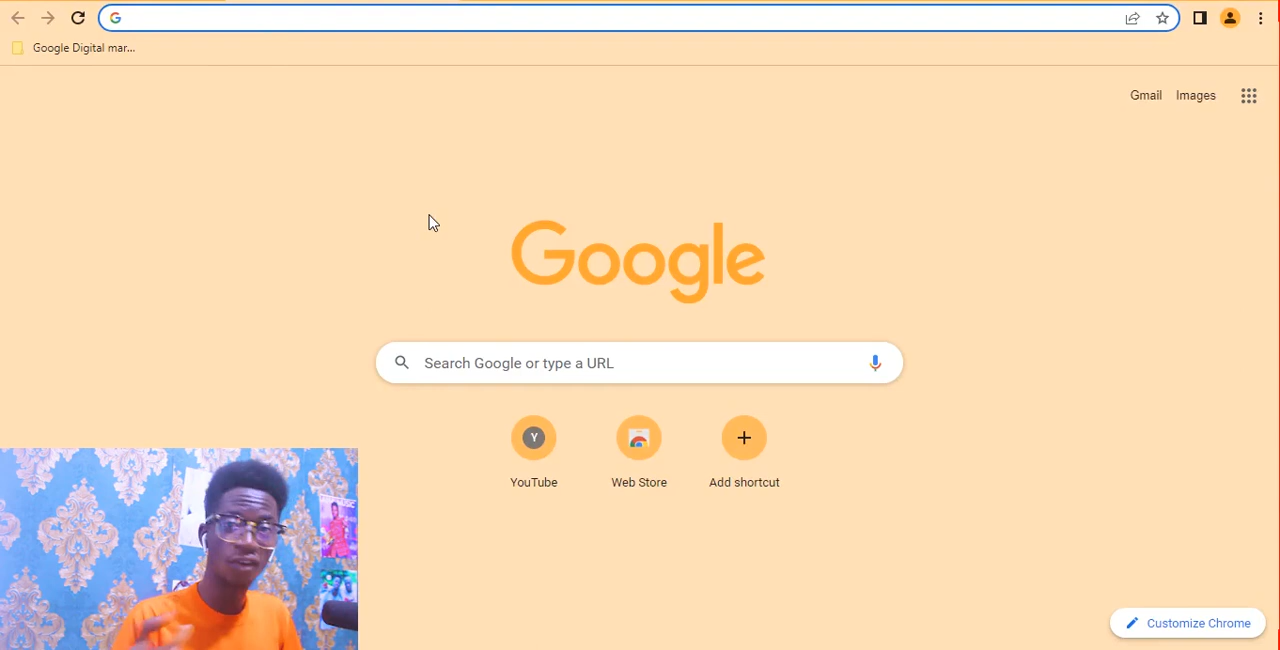 Google Digital mar...
Gmail Images
Google
Search Google or type a URL
Y
YouTube
Web Store
Add shortcut
Customize Chrome